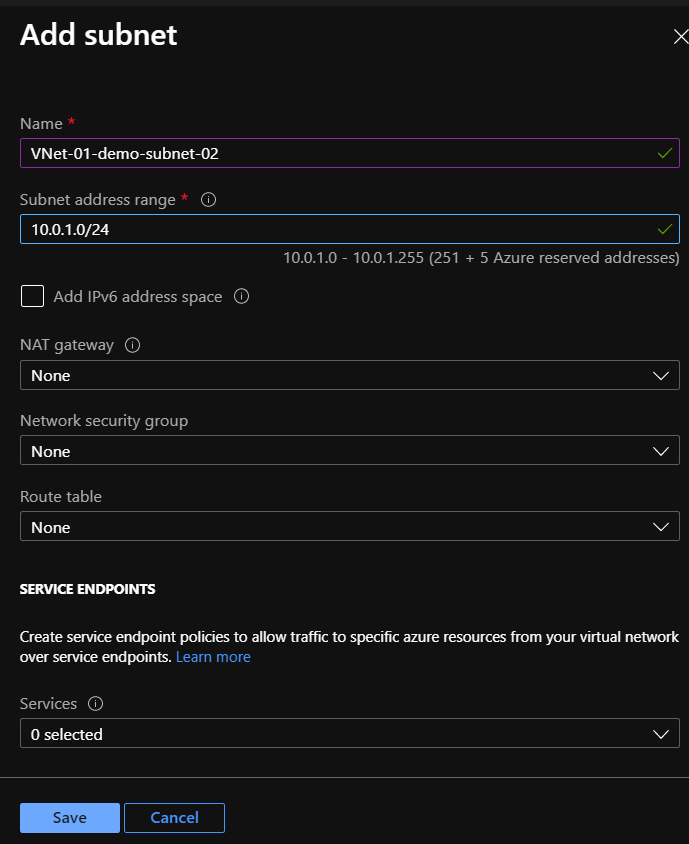 Add subnet
Name *
VNet-01-demo-subnet-02
Subnet address range *
10.0.1.0/24
10.0.1.0 - 10.0.1.255 (251 + 5 Azure reserved addresses)
Add IPv6 address space
NAT gateway
None
Network security group
None
Route table
None
SERVICE ENDPOINTS
Create service endpoint policies to allow traffic to specific azure resources from your virtual network
over service endpoints. Learn more
Services
0 selected
Save Cancel